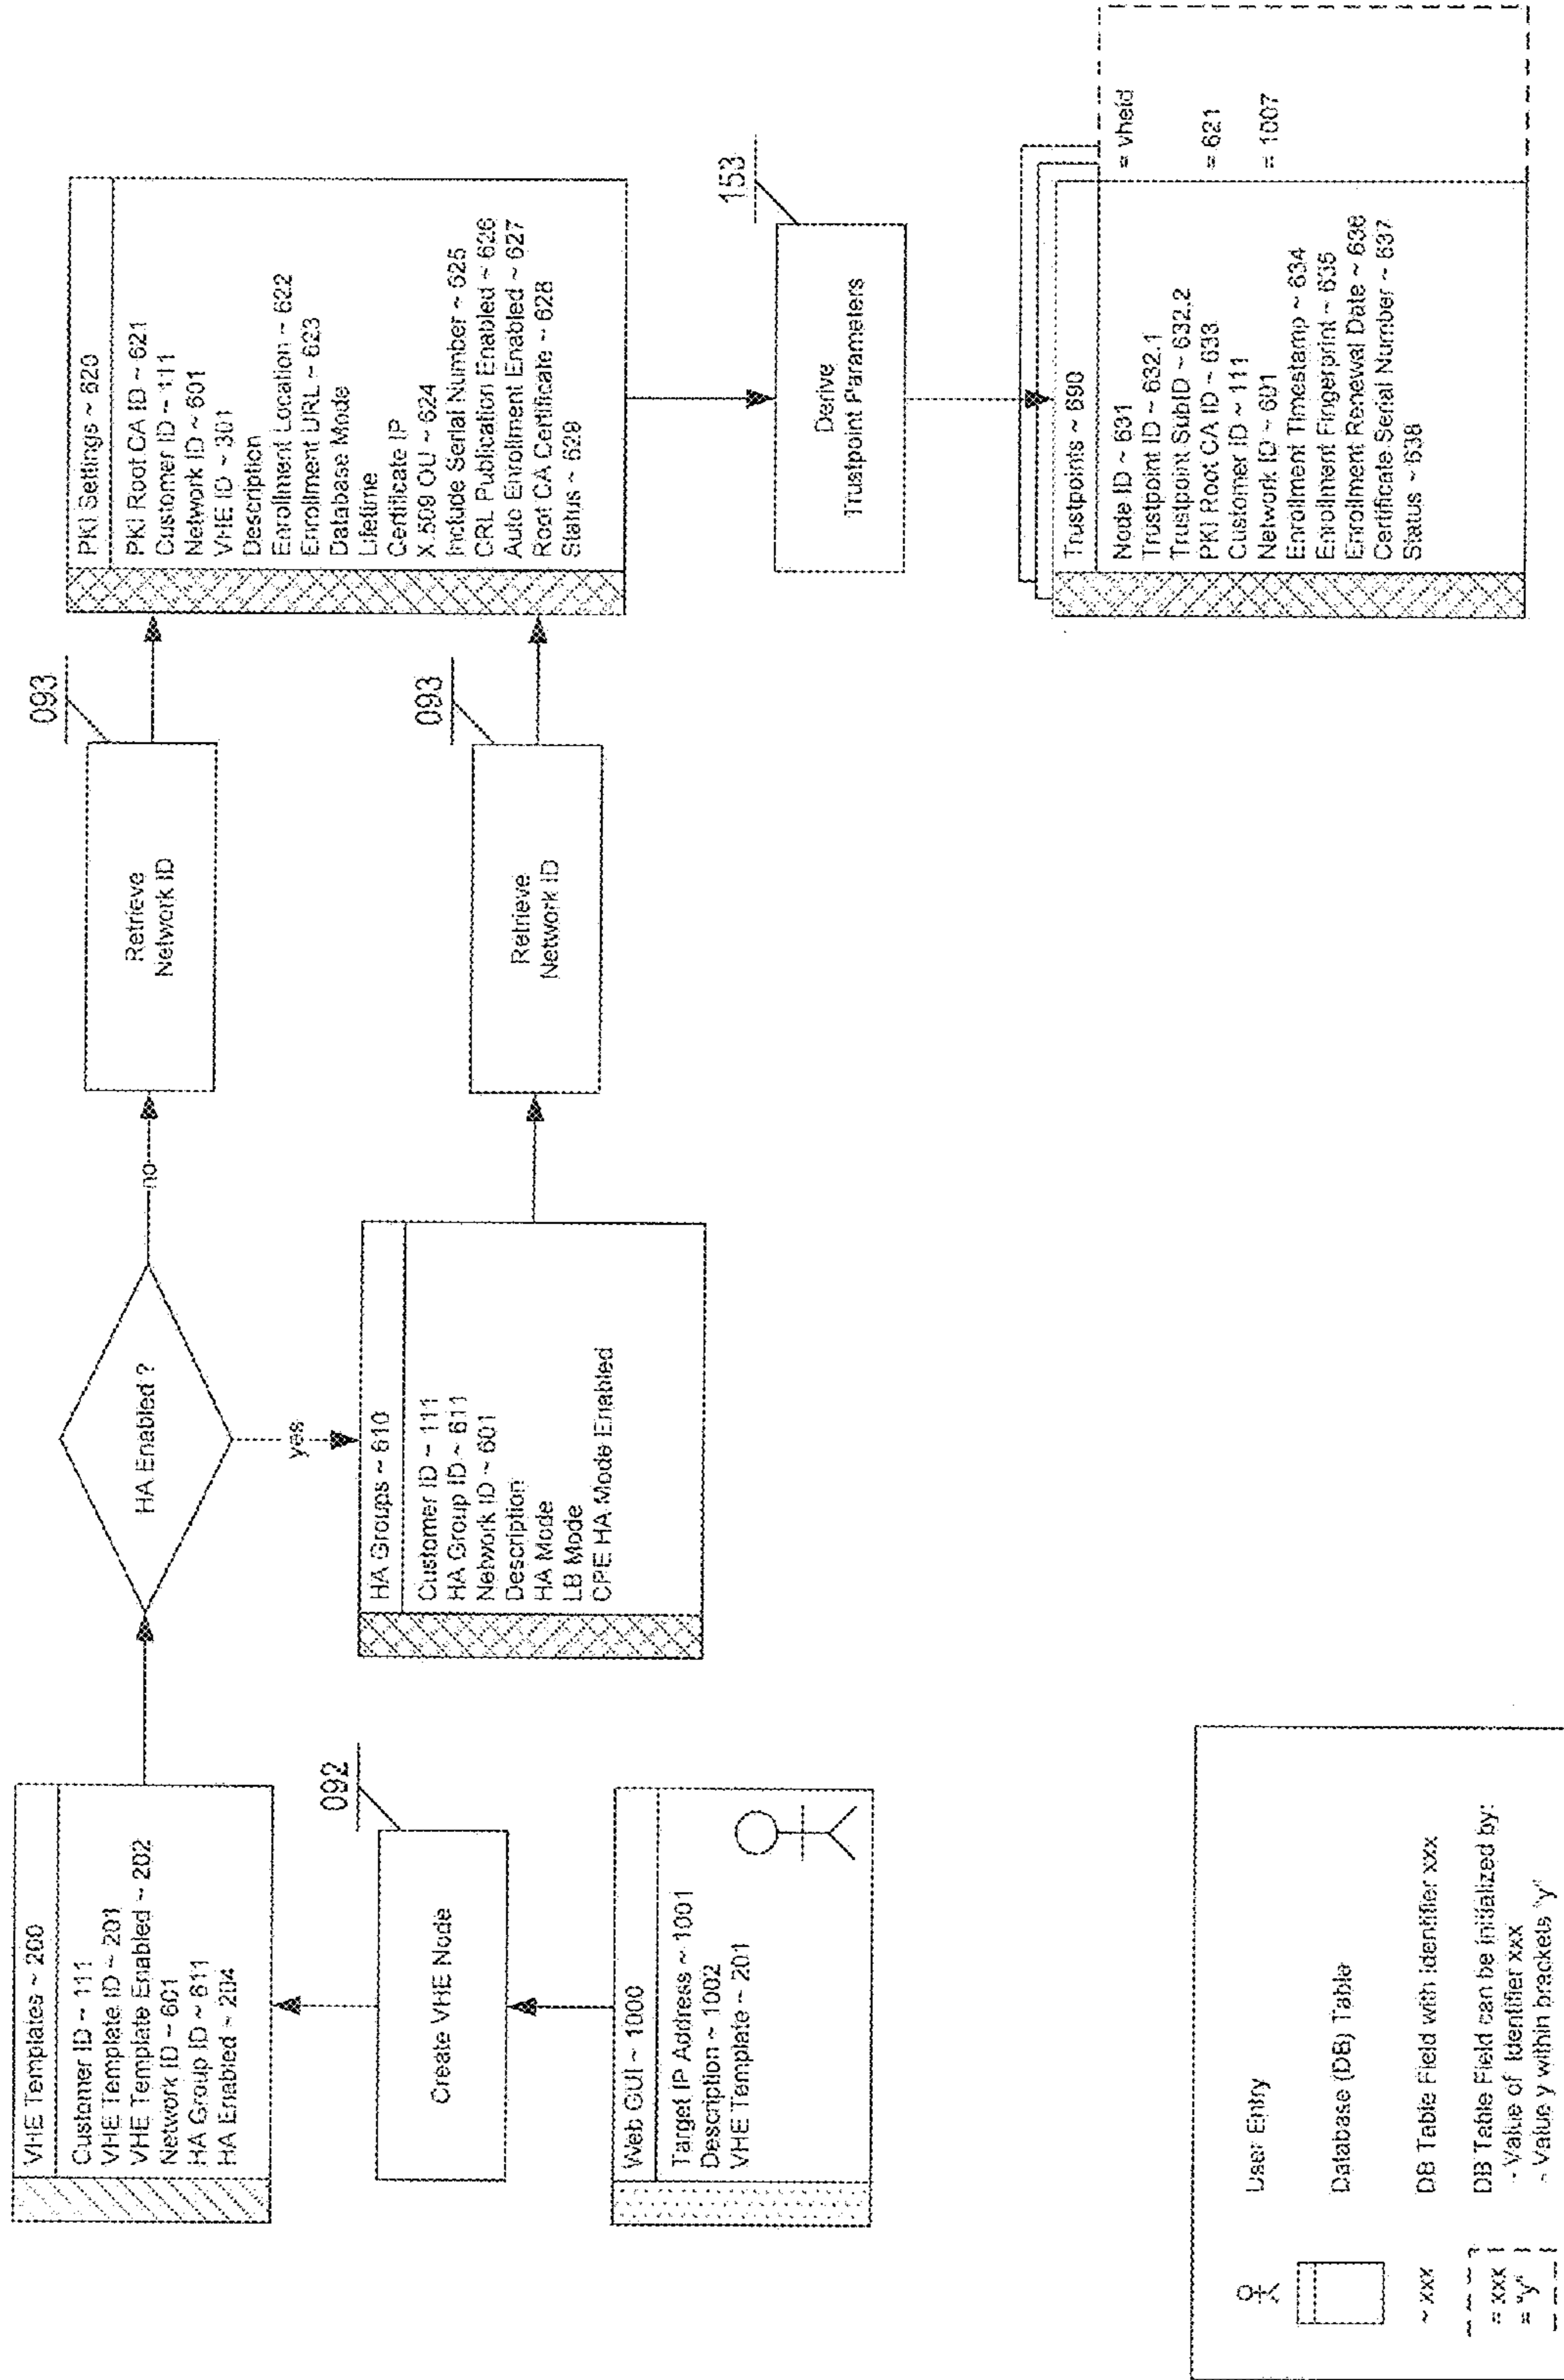 VHE Templates ~ 200
Customer ID ~ 111
VHE Template ID ~ 201
VHE Template Enabled ~ 202
Network ID ~ 601
HA Group ID ~ 611
HA Enabled ~ 204
092
Create VHE Node
Web GUI ~ 1000
Target IP Address ~ 1001
Description ~ 1002
VHE Template ~ 201
HA Enabled ?
no
yes
HA Groups ~ 610
Customer ID ~ 111
HA Group ID ~ 611
Network ID ~ 601
Description
HA Mode
LB Mode
CPE HA Mode Enabled
093
Retrieve
Network ID
093
Retrieve
Network ID
PKI Settings ~ 620
PKI Root CA ID ~ 621
Customer ID ~ 111
Network ID ~ 601
VHE ID ~ 301
Description
Enrollment Location ~ 622
Enrollment URL ~ 623
Database Mode
Lifetime
Certificate IP
X.509 OU ~ 624
Include Serial Number ~ 625
CRL Publication Enabled ~ 626
Auto Enrollment Enabled ~ 627
Root CA Certificate ~ 628
Status ~ 629
153
Derive
Trustpoint Parameters
Trustpoints ~ 690
Node ID ~ 631 = vheid
Trustpoint ID ~ 632.1
Trustpoint SubID ~ 632.2
PKI Root CA ID ~ 633 = 621
Customer ID ~ 111
Network ID ~ 601 = 1007
Enrollment Timestamp ~ 634
Enrollment Fingerprint ~ 635
Enrollment Renewal Date ~ 636
Certificate Serial Number ~ 637
Status ~ 638
User Entry
Database (DB) Table
~ xxx DB Table Field with Identifier xxx
DB Table Field can be initialized by:
= xxx - Value of Identifier xxx
= "y" - Value y within brackets "y"